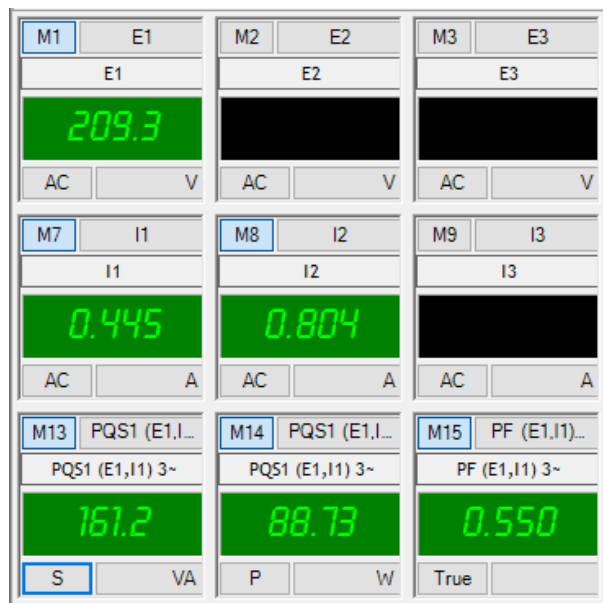 M1 E1 M2 E2 M3 E3
E1 E2 E3
209.3
AC V AC V AC V
M7 I1 M8 I2 M9 I3
I1 I2 I3
0.445 0.804
AC A AC A AC A
M13 PQS1 (E1,I... M14 PQS1 (E1,I... M15 PF (E1,I1)...
PQS1 (E1,I1) 3~ PQS1 (E1,I1) 3~ PF (E1,I1) 3~
161.2 88.73 0.550
S VA P W True